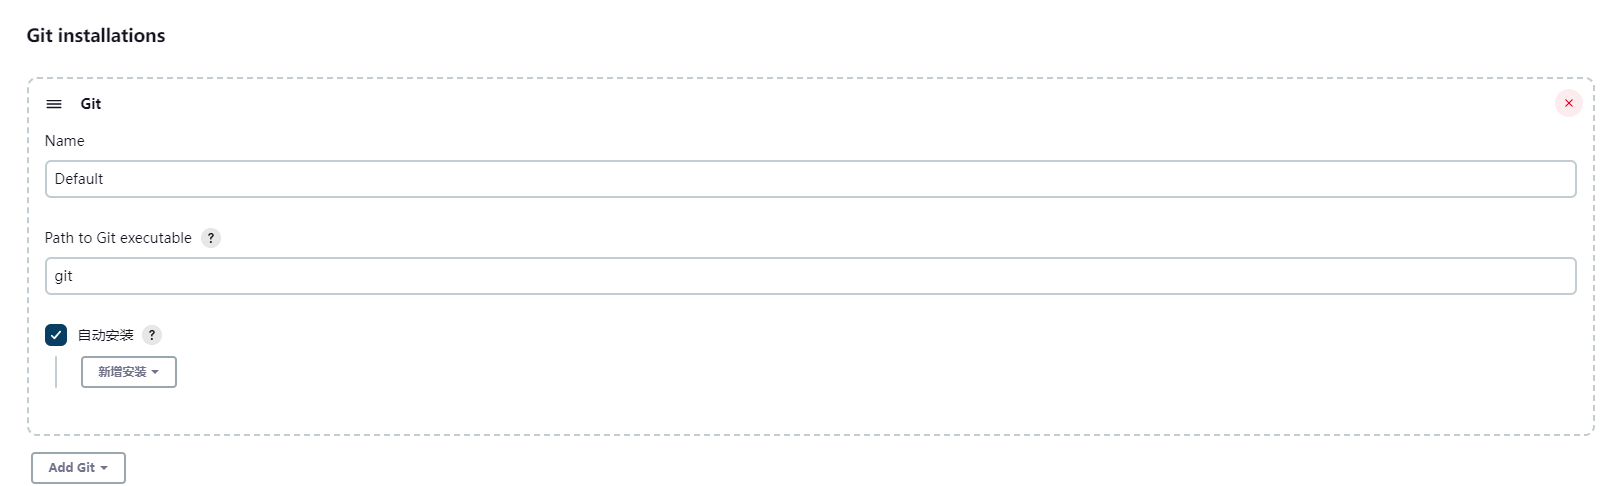 Git installations
Git
Name
Default
Path to Git executable ?
git
自动安装 ?
新增安装
Add Git